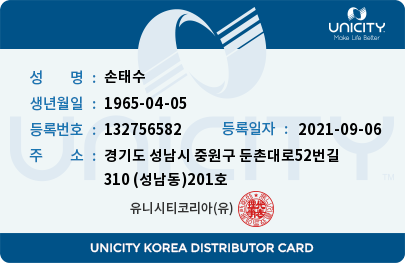 UNICITY
Make Life Better
성 명 : 손태수
생년월일 : 1965-04-05
등록번호 : 132756582 등록일자 : 2021-09-06
주 소 : 경기도 성남시 중원구 둔촌대로52번길
310 (성남동)201호
UNICITY
유니시티코리아(유)
UNICITY KOREA DISTRIBUTOR CARD